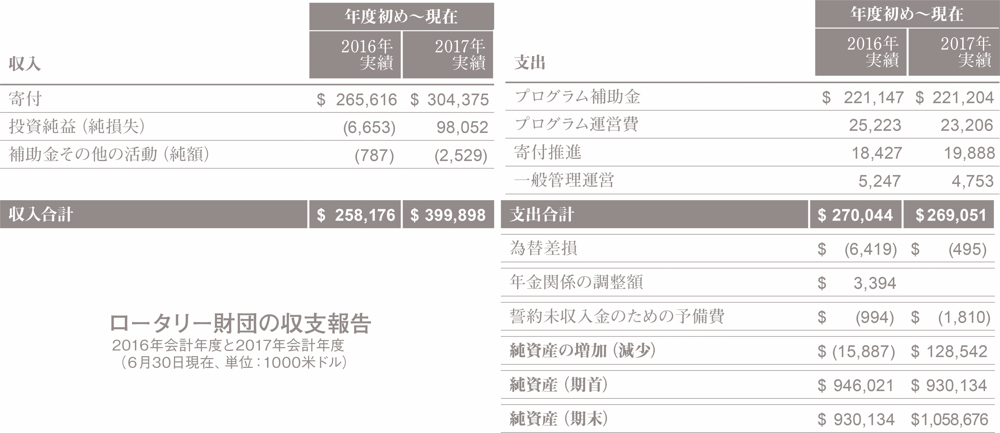 年度初め～現在
2016年 2017年
収入 実績 実績
寄付 $ 265,616 $ 304,375
投資純益（純損失） (6,653) 98,052
補助金その他の活動（純額） (787) (2,529)
収入合計 $ 258,176 $ 399,898
ロータリー財団の収支報告
2016年会計年度と2017年会計年度
（6月30日現在、単位：1000米ドル）
年度初め～現在
2016年 2017年
支出 実績 実績
プログラム補助金 $ 221,147 $ 221,204
プログラム運営費 25,223 23,206
寄付推進 18,427 19,888
一般管理運営 5,247 4,753
支出合計 $ 270,044 $269,051
為替差損 $ (6,419) $ (495)
年金関係の調整額 $ 3,394
誓約未収入金のための予備費 $ (994) $ (1,810)
純資産の増加（減少） $ (15,887) $ 128,542
純資産（期首） $ 946,021 $ 930,134
純資産（期末） $ 930,134 $1,058,676